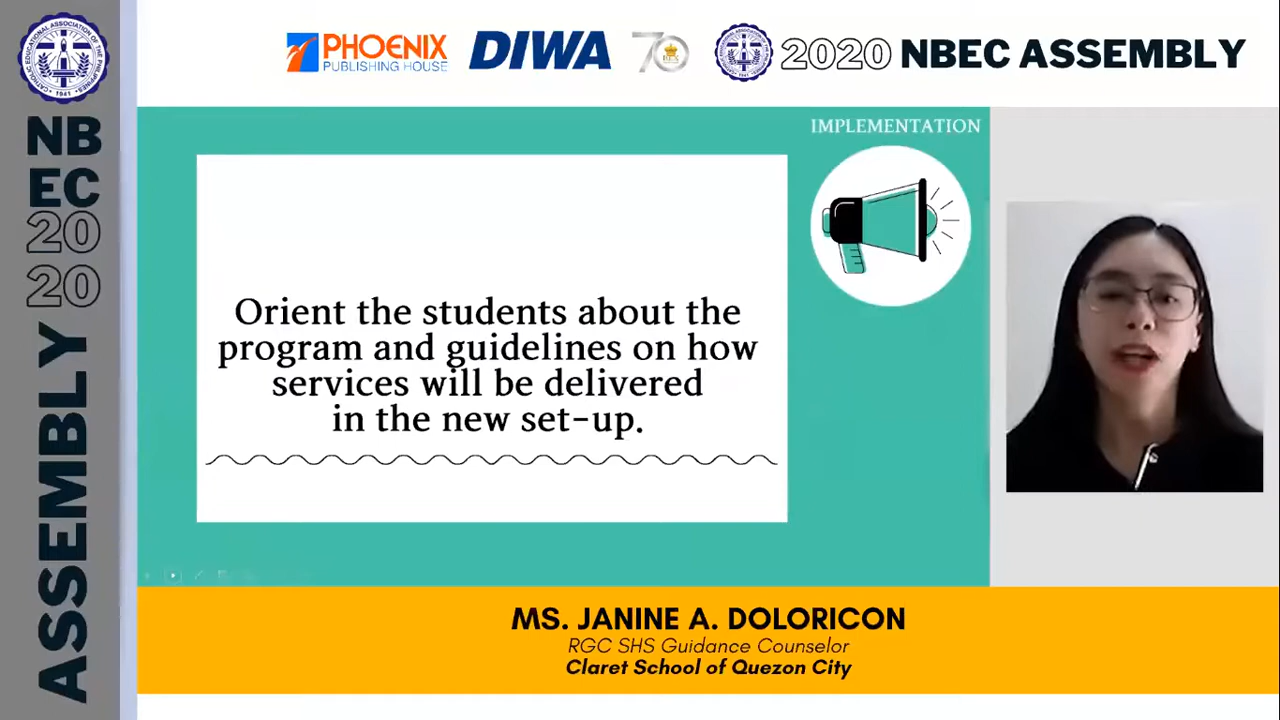 PHOENIX
PUBLISHING HOUSE
DIWA
70
2020 NBEC ASSEMBLY
NB
EC
20
20
ASSEMBLY
IMPLEMENTATION
Orient the students about the
program and guidelines on how
services will be delivered
in the new set-up.
MS. JANINE A. DOLORICON
RGC SHS Guidance Counselor
Claret School of Quezon City